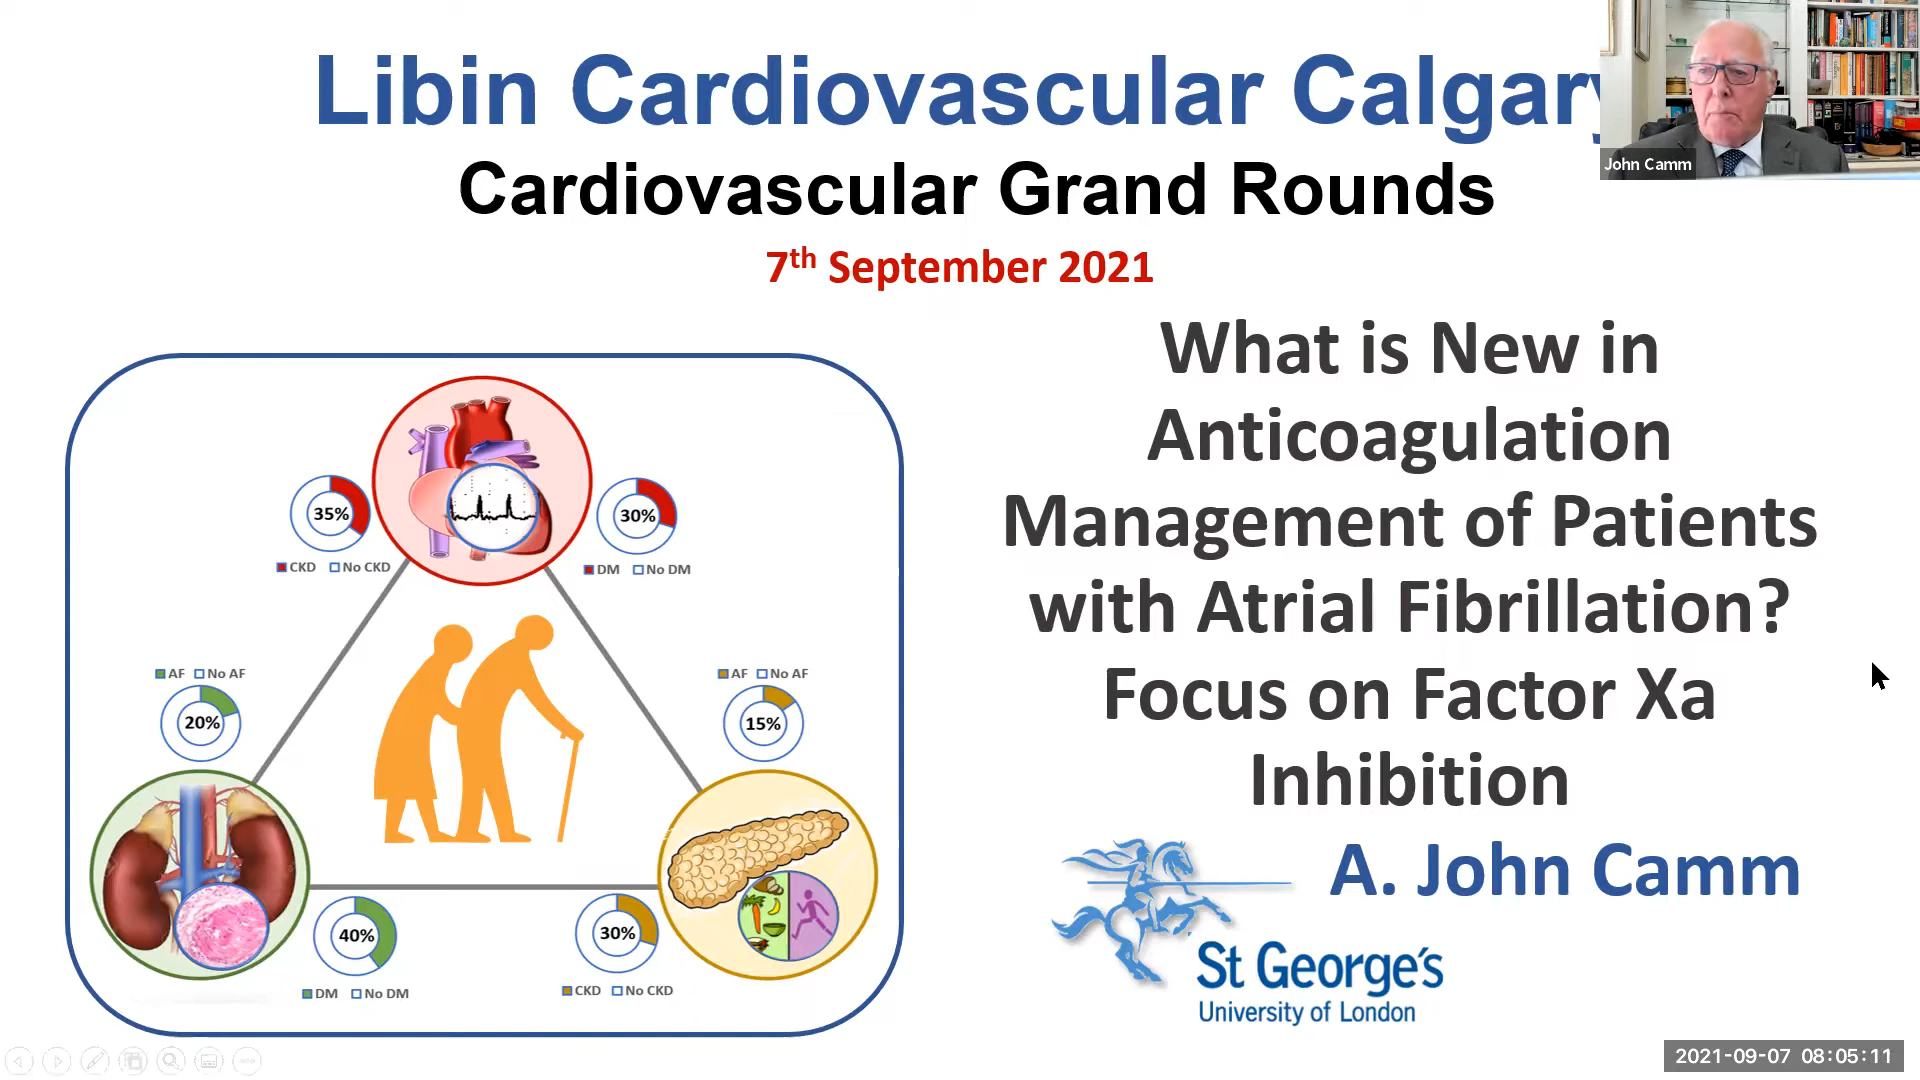 Libin Cardiovascular Calgary
John Camm
Cardiovascular Grand Rounds
7th September 2021
What is New in
Anticoagulation
Management of Patients
with Atrial Fibrillation?
Focus on Factor Xa
Inhibition
A. John Camm
St George's
University of London
35%
CKD No CKD
30%
DM No DM
AF No AF
20%
AF No AF
15%
40%
DM No DM
30%
CKD No CKD
2021-09-07 08:05:11